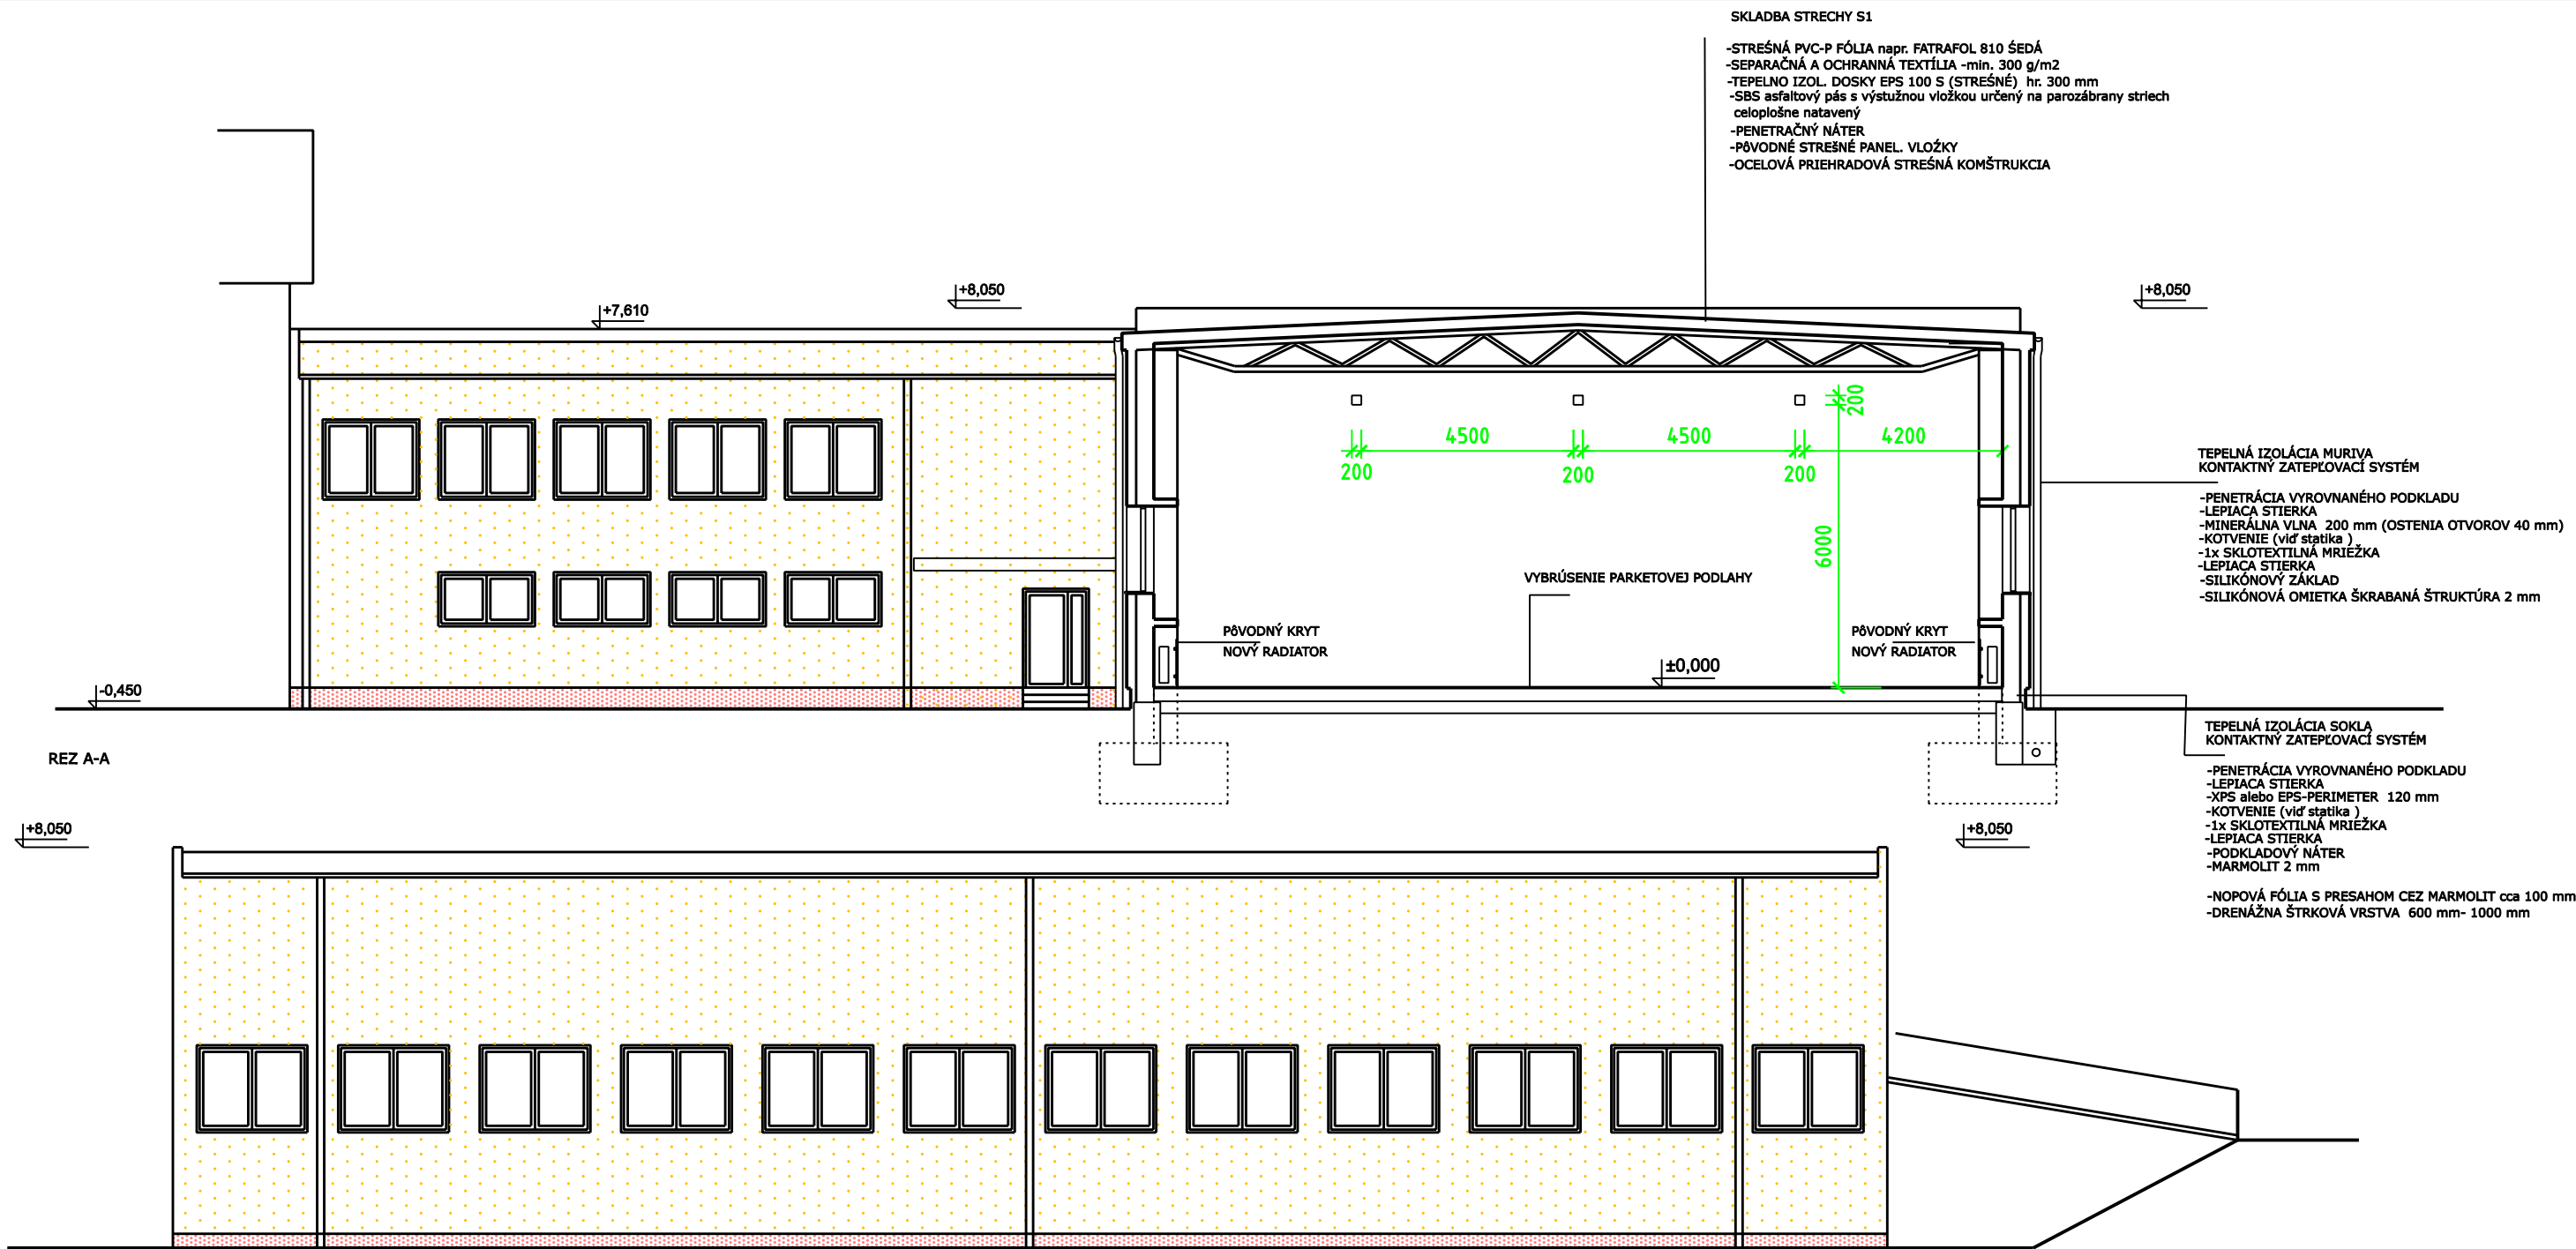 SKLADBA STRECHY S1
-STREŚNÁ PVC-P FÓLIA napr. FATRAFOL 810 ŚEDÁ
-SEPARAČNÁ A OCHRANNÁ TEXTÍLIA -min. 300 g/m2
-TEPELNO IZOL. DOSKY EPS 100 S (STREŚNÉ) hr. 300 mm
-SBS asfaltový pás s výstužnou vložkou určený na parozábrany striech
celoplošne natavený
-PENETRAČNÝ NÁTER
-PôVODNÉ STREšNÉ PANEL. VLOŹKY
-OCELOVÁ PRIEHRADOVÁ STREŚNÁ KOMŠTRUKCIA
+8,050
+8,050
+7,610
200
4500
4500
4200
200
200
200
6000
TEPELNÁ IZOLÁCIA MURIVA
KONTAKTNÝ ZATEPĽOVACÍ SYSTÉM
-PENETRÁCIA VYROVNANÉHO PODKLADU
-LEPIACA STIERKA
-MINERÁLNA VLNA 200 mm (OSTENIA OTVOROV 40 mm)
-KOTVENIE (viď statika )
-1x SKLOTEXTILNÁ MRIEŽKA
-LEPIACA STIERKA
-SILIKÓNOVÝ ZÁKLAD
-SILIKÓNOVÁ OMIETKA ŠKRABANÁ ŠTRUKTÚRA 2 mm
VYBRÚSENIE PARKETOVEJ PODLAHY
PôVODNÝ KRYT
NOVÝ RADIATOR
PôVODNÝ KRYT
NOVÝ RADIATOR
±0,000
-0,450
REZ A-A
TEPELNÁ IZOLÁCIA SOKLA
KONTAKTNÝ ZATEPĽOVACÍ SYSTÉM
-PENETRÁCIA VYROVNANÉHO PODKLADU
-LEPIACA STIERKA
-XPS alebo EPS-PERIMETER 120 mm
-KOTVENIE (viď statika )
-1x SKLOTEXTILNÁ MRIEŽKA
-LEPIACA STIERKA
-PODKLADOVÝ NÁTER
-MARMOLIT 2 mm
-NOPOVÁ FÓLIA S PRESAHOM CEZ MARMOLIT cca 100 mm
-DRENÁŽNA ŠTRKOVÁ VRSTVA 600 mm- 1000 mm
+8,050
+8,050